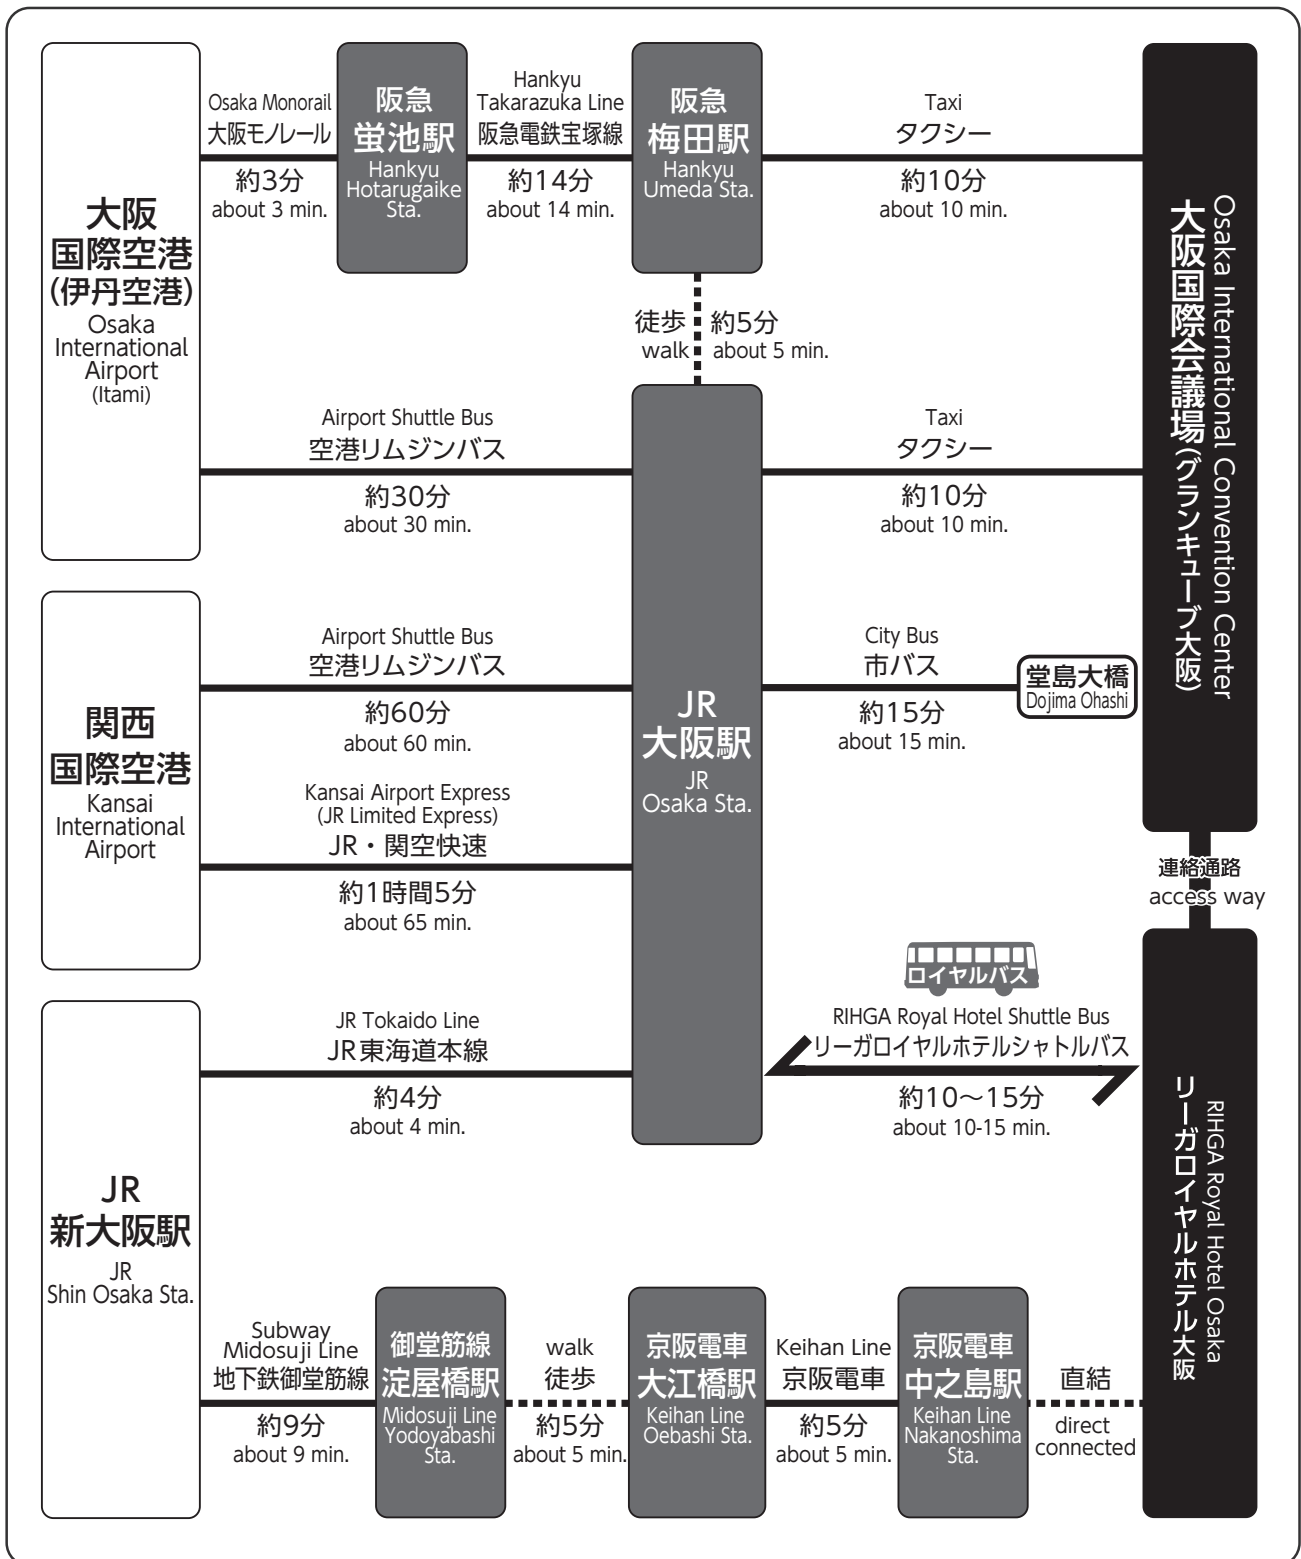 大阪
国際空港
(伊丹空港)
Osaka
International
Airport
(Itami)
Osaka Monorail
大阪モノレール
約3分
about 3 min.
阪急
蛍池駅
Hankyu
Hotarugaike
Sta.
Hankyu
Takarazuka Line
阪急電鉄宝塚線
約14分
about 14 min.
阪急
梅田駅
Hankyu
Umeda Sta.
Taxi
タクシー
約10分
about 10 min.
徒歩
walk
約5分
about 5 min.
Airport Shuttle Bus
空港リムジンバス
約30分
about 30 min.
Taxi
タクシー
約10分
about 10 min.
Osaka International Convention Center
大阪国際会議場(グランキューブ大阪)
関西
国際空港
Kansai
International
Airport
Airport Shuttle Bus
空港リムジンバス
約60分
about 60 min.
Kansai Airport Express
(JR Limited Express)
JR・関空快速
約1時間5分
about 65 min.
JR
大阪駅
JR
Osaka Sta.
City Bus
市バス
約15分
about 15 min.
堂島大橋
Dojima Ohashi
連絡通路
access way
ロイヤルバス
RIHGA Royal Hotel Shuttle Bus
リーガロイヤルホテルシャトルバス
約10〜15分
about 10-15 min.
RIHGA Royal Hotel Osaka
リーガロイヤルホテル大阪
JR
新大阪駅
JR
Shin Osaka Sta.
JR Tokaido Line
JR東海道本線
約4分
about 4 min.
Subway
Midosuji Line
地下鉄御堂筋線
約9分
about 9 min.
御堂筋線
淀屋橋駅
Midosuji Line
Yodoyabashi
Sta.
walk
徒歩
約5分
about 5 min.
京阪電車
大江橋駅
Keihan Line
Oebashi Sta.
Keihan Line
京阪電車
約5分
about 5 min.
京阪電車
中之島駅
Keihan Line
Nakanoshima
Sta.
直結
direct
connected